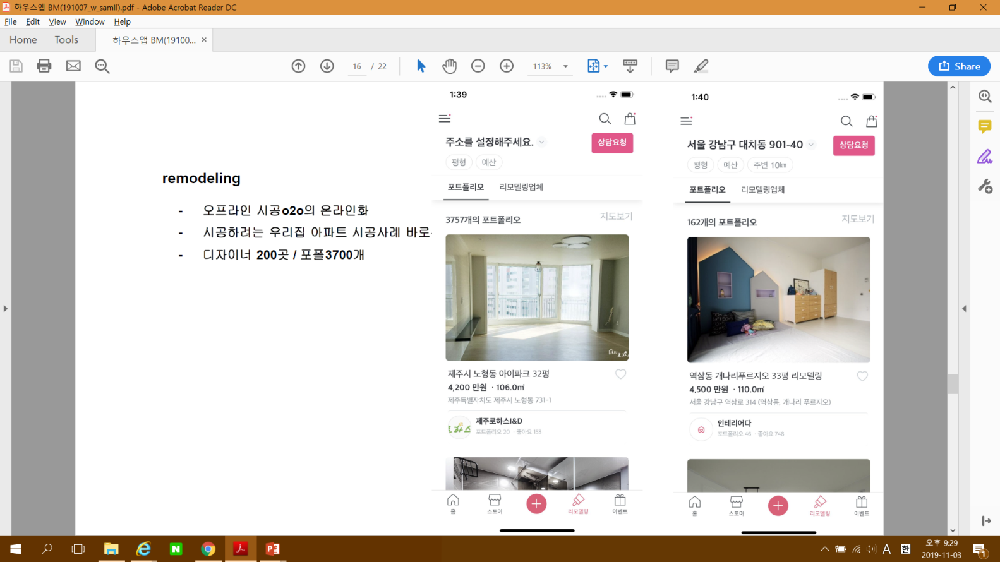 하우스앱 BM(191007_w_samil).pdf - Adobe Acrobat Reader DC
File Edit View Window Help
Home Tools 하우스앱 BM(19100... ×
16 / 22 113% Share
remodeling
- 오프라인 시공o2o의 온라인화
- 시공하려는 우리집 아파트 시공사례 바로
- 디자이너 200곳 / 포폴3700개
1:39
주소를 설정해주세요. 상담요청
평형 예산
포트폴리오 리모델링업체
3757개의 포트폴리오 지도보기
제주시 노형동 아이파크 32평
4,200 만원 · 106.0㎡
제주특별자치도 제주시 노형동 731-1
제주로하스I&D
포트폴리오 20 · 좋아요 153
홈 스토어 리모델링 이벤트
1:40
서울 강남구 대치동 901-40 상담요청
평형 예산 주변 10㎞
포트폴리오 리모델링업체
162개의 포트폴리오 지도보기
역삼동 개나리푸르지오 33평 리모델링
4,500 만원 · 110.0㎡
서울 강남구 역삼로 314 (역삼동, 개나리 푸르지오)
인테리어다
포트폴리오 46 · 좋아요 748
홈 스토어 리모델링 이벤트
A 한 오후 9:29
2019-11-03 1